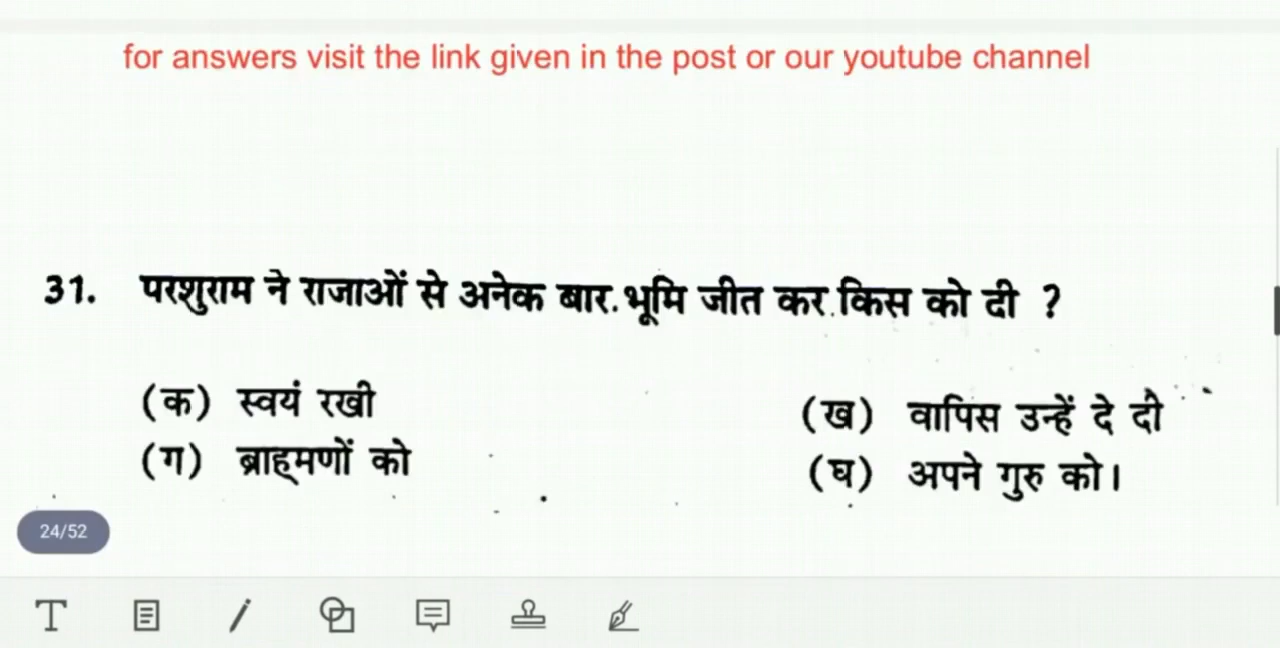 for answers visit the link given in the post or our youtube channel
31. परशुराम ने राजाओं से अनेक बार भूमि जीत कर किस को दी ?
(क) स्वयं रखी (ख) वापिस उन्हें दे दी
(ग) ब्राह्मणों को (घ) अपने गुरु को।
24/52
T